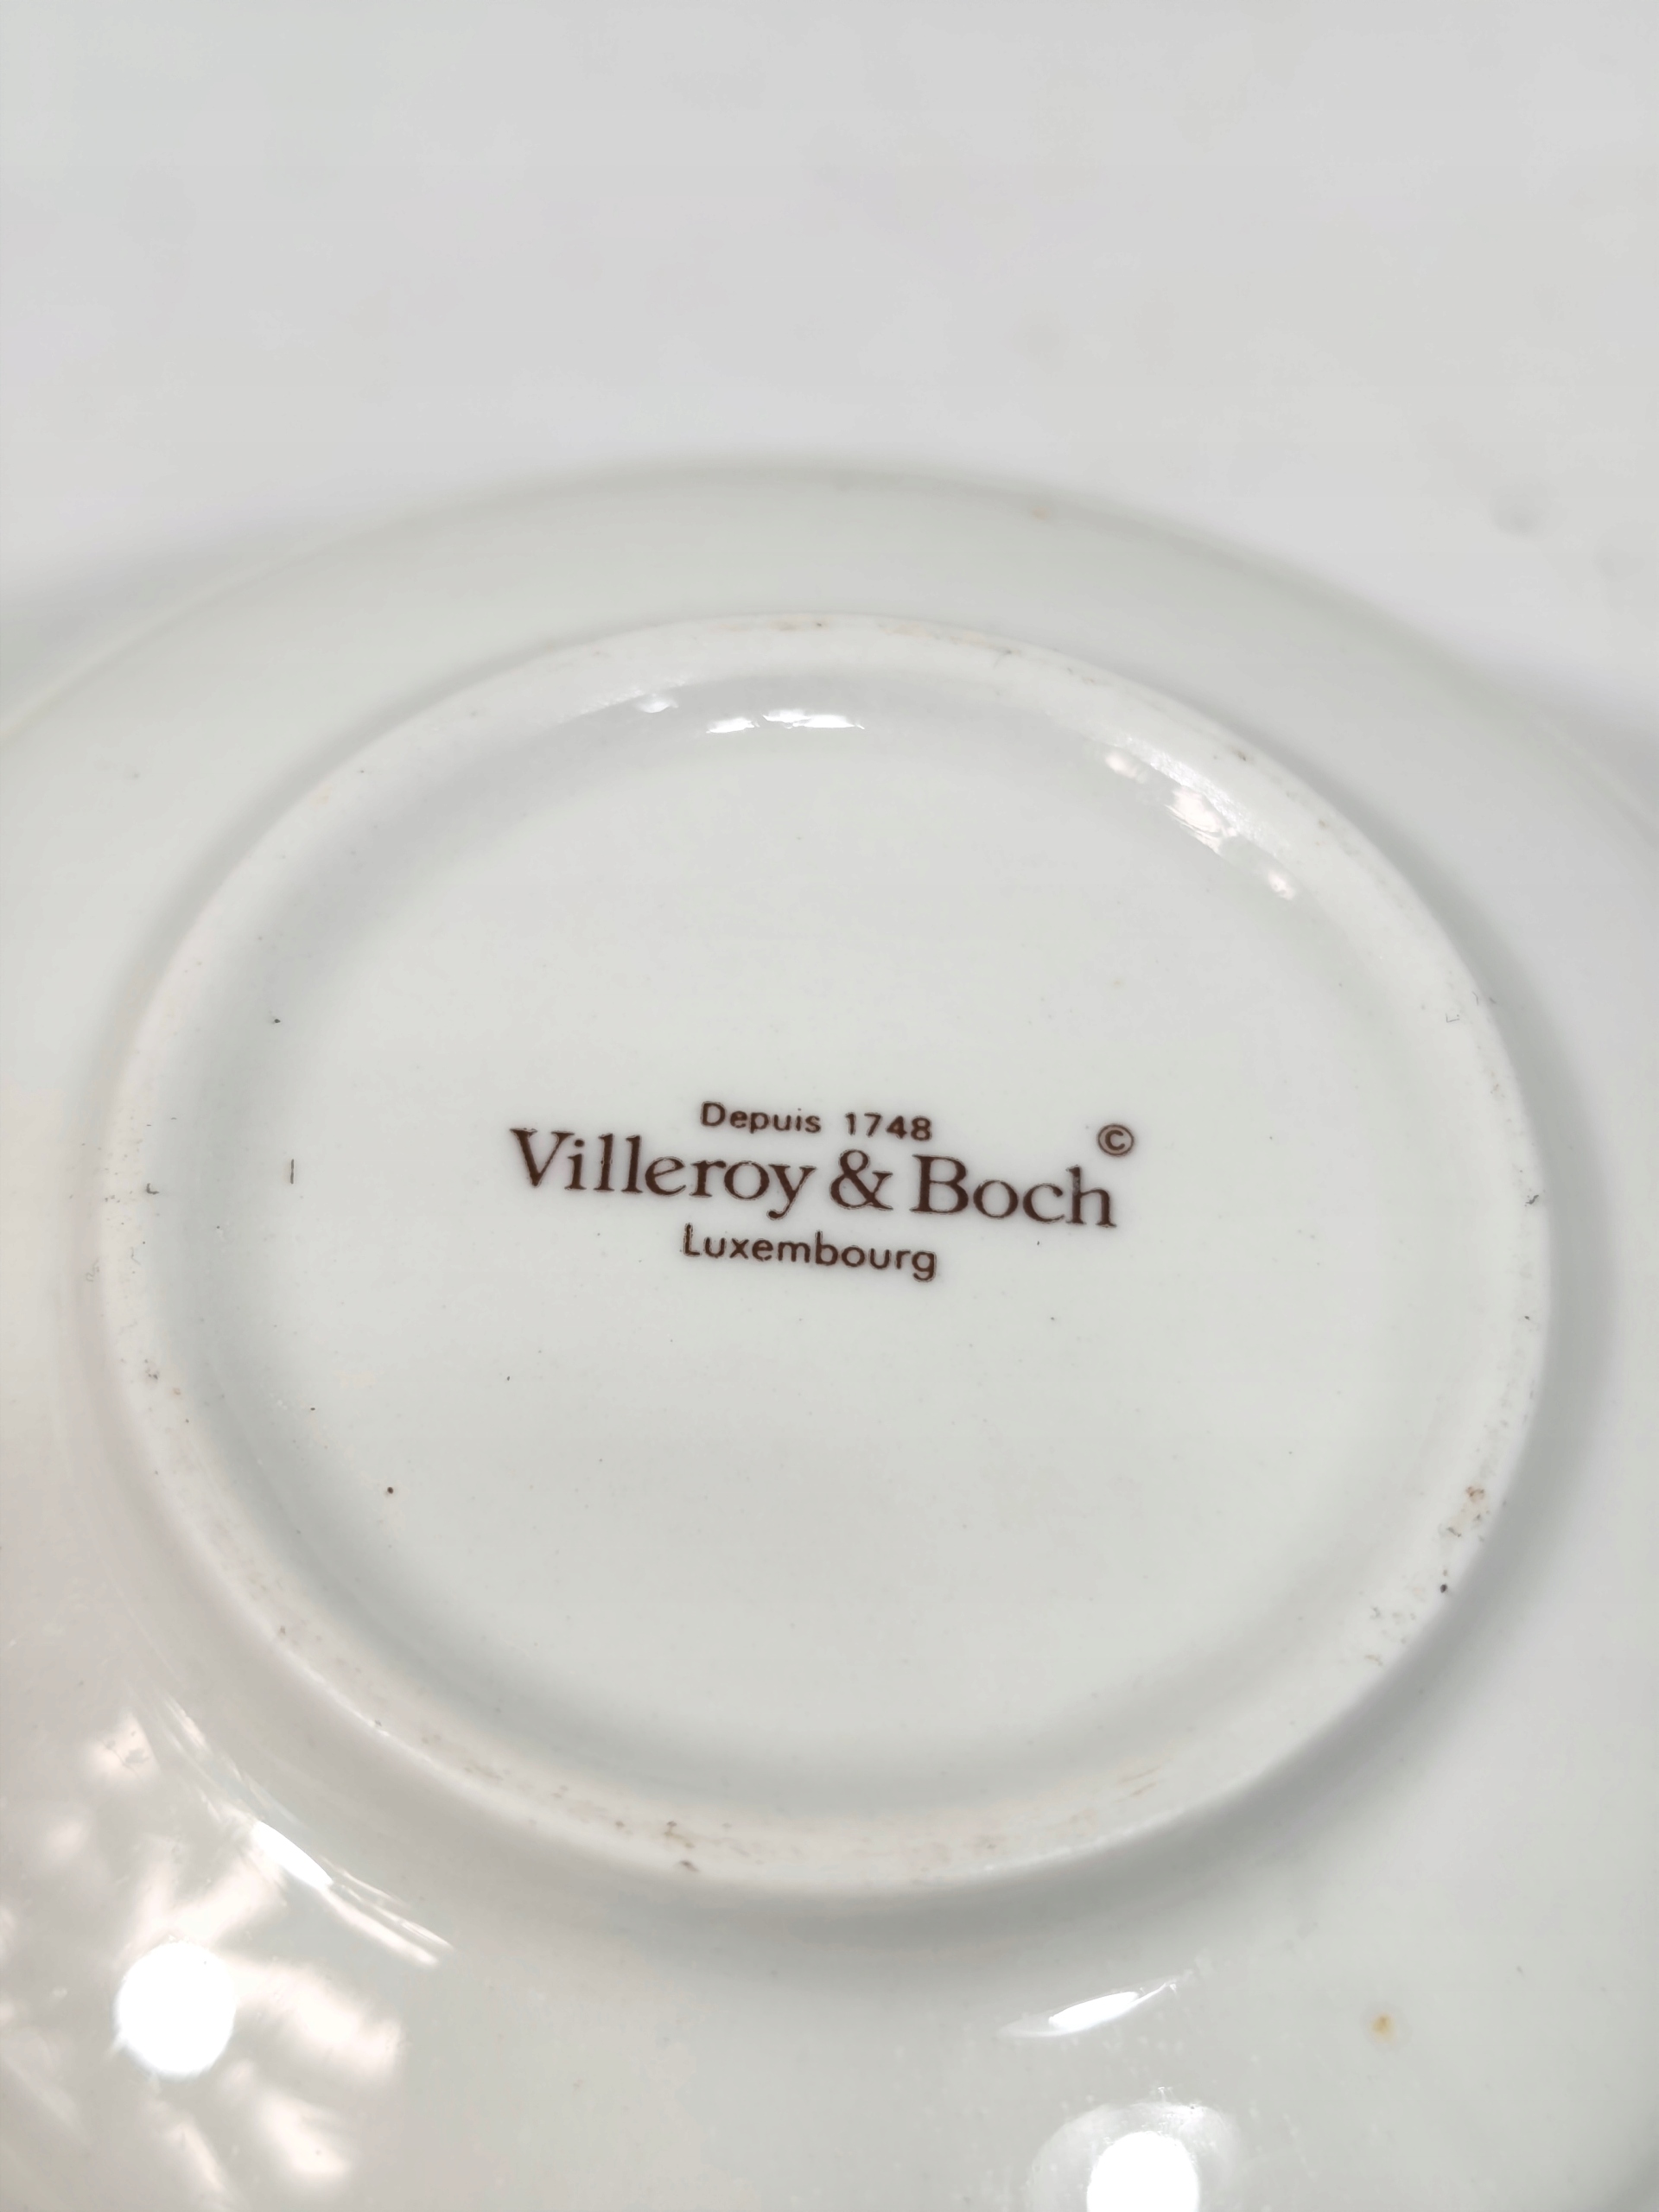 Depuis 1748
Villeroy & Boch ©
Luxembourg